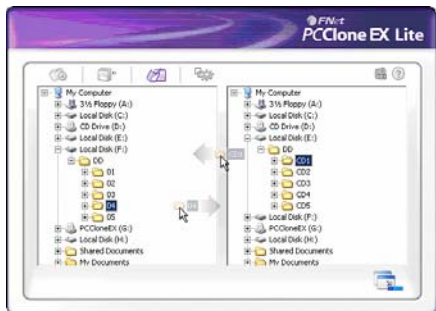 FNet
PCClone EX Lite
My Computer
3½ Floppy (A:)
Local Disk (C:)
CD Drive (D:)
Local Disk (E:)
Local Disk (F:)
DD
01
02
03
04
05
PCCloneEX (G:)
Local Disk (H:)
Shared Documents
My Documents
CD1
04
My Computer
3½ Floppy (A:)
Local Disk (C:)
CD Drive (D:)
Local Disk (E:)
DD
CD1
CD2
CD3
CD4
CD5
Local Disk (F:)
PCCloneEX (G:)
Local Disk (H:)
Shared Documents
My Documents